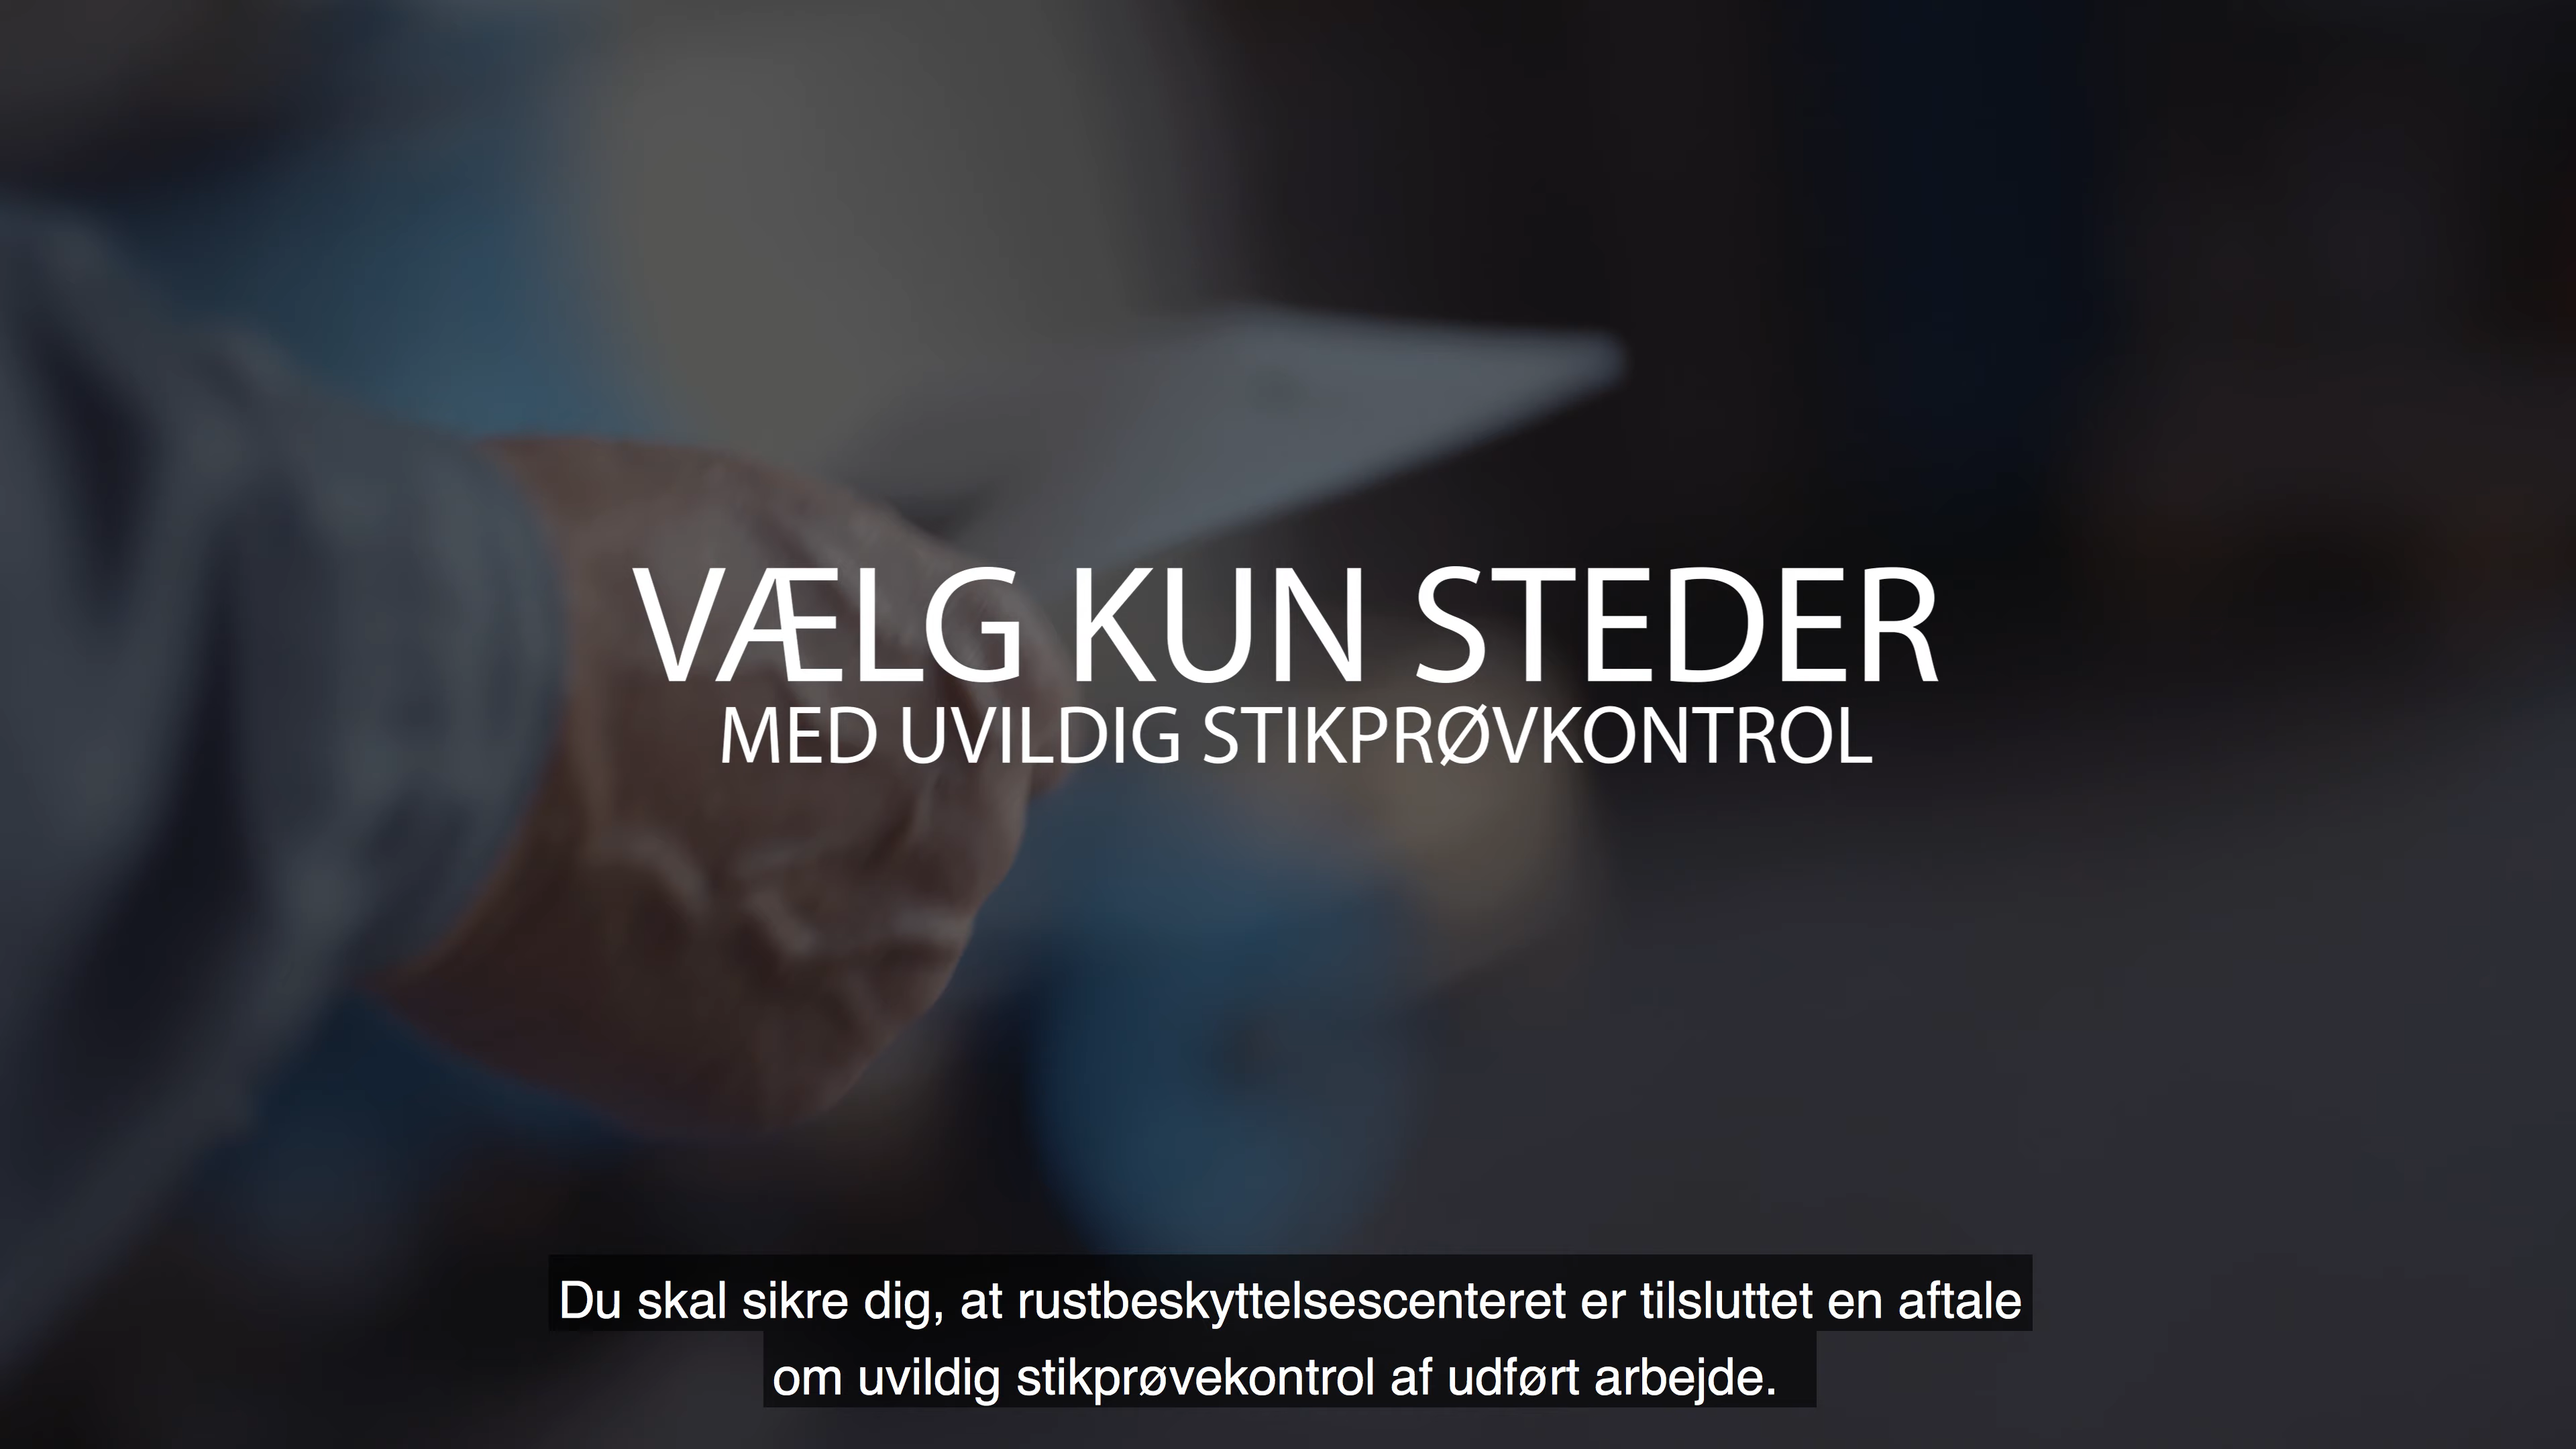 VÆLG KUN STEDER
MED UVILDIG STIKPRØVKONTROL
Du skal sikre dig, at rustbeskyttelsescenteret er tilsluttet en aftale
om uvildig stikprøvekontrol af udført arbejde.